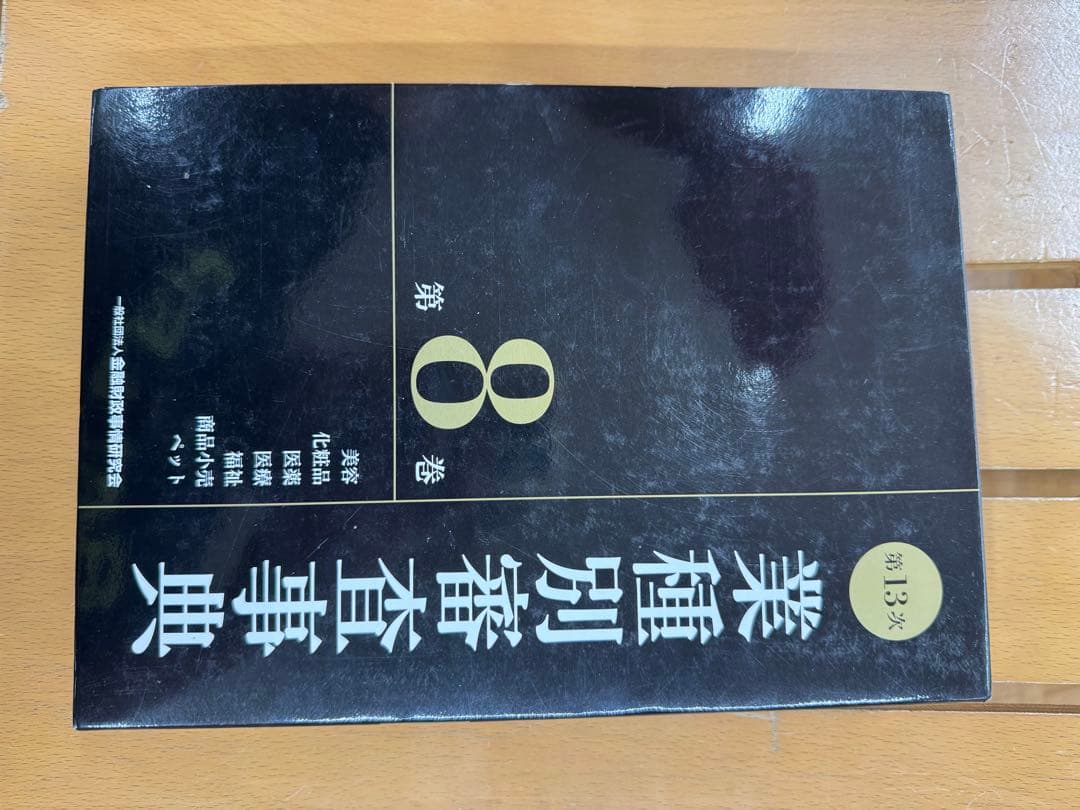 第13次
業種別審査事典
第8巻
美容
化粧品
医薬
医療
福祉
商品小売
ペット
一般社団法人 金融財政事情研究会